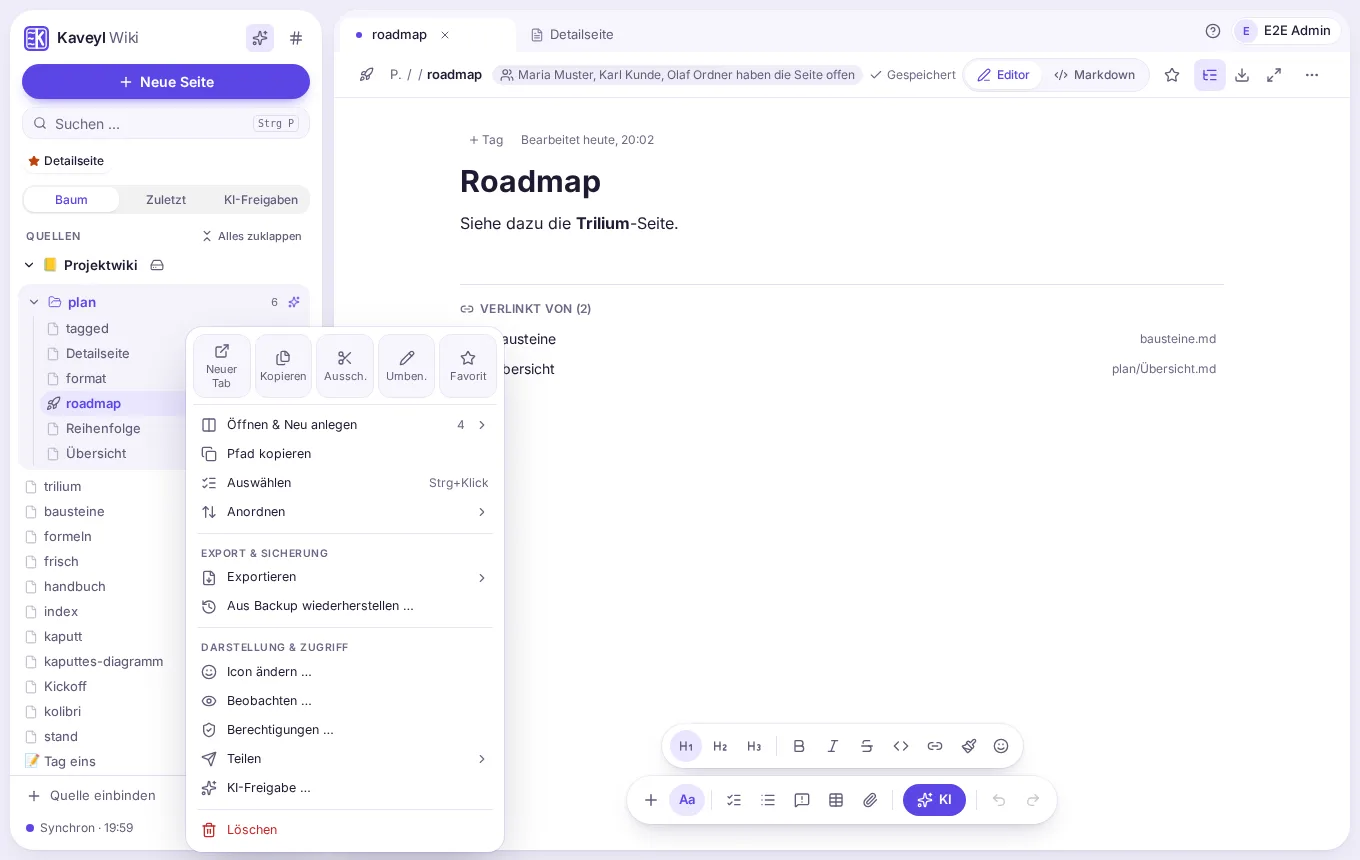 Kaveyl Wiki
Neue Seite
Suchen ...
Strg P
Detailseite
Baum
Zuletzt
KI-Freigaben
QUELLEN
Alles zuklappen
Projektwiki
plan
6
tagged
Detailseite
format
roadmap
Reihenfolge
Übersicht
trilium
bausteine
formeln
frisch
handbuch
index
kaputt
kaputtes-diagramm
Kickoff
kolibri
stand
Tag eins
Quelle einbinden
Synchron · 19:59
Neuer
Tab
Kopieren
Aussch.
Umben.
Favorit
Öffnen & Neu anlegen
4
Pfad kopieren
Auswählen
Strg+Klick
Anordnen
EXPORT & SICHERUNG
Exportieren
Aus Backup wiederherstellen ...
DARSTELLUNG & ZUGRIFF
Icon ändern ...
Beobachten ...
Berechtigungen ...
Teilen
KI-Freigabe ...
Löschen
roadmap
Detailseite
E
E2E Admin
P. / / roadmap
Maria Muster, Karl Kunde, Olaf Ordner haben die Seite offen
Gespeichert
Editor
Markdown
+ Tag
Bearbeitet heute, 20:02
Roadmap
Siehe dazu die Trilium-Seite.
VERLINKT VON (2)
austeine
bausteine.md
bersicht
plan/Übersicht.md
H1
H2
H3
Aa
KI